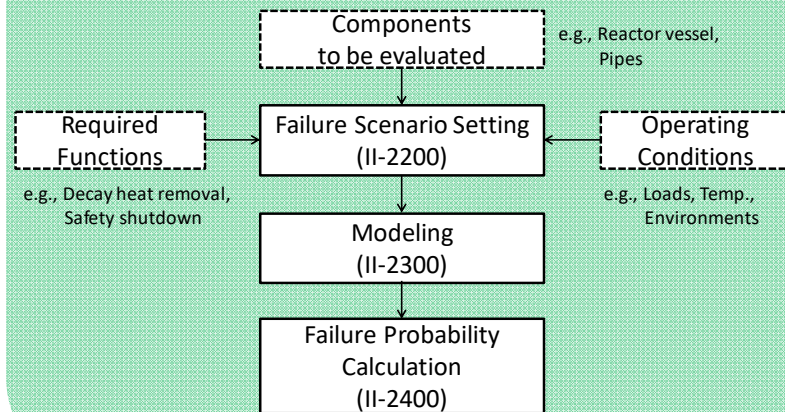 Components
to be evaluated
e.g., Reactor vessel,
Pipes
Required
Functions
Failure Scenario Setting
(II-2200)
Operating
Conditions
e.g., Decay heat removal,
Safety shutdown
e.g., Loads, Temp.,
Environments
Modeling
(II-2300)
Failure Probability
Calculation
(II-2400)